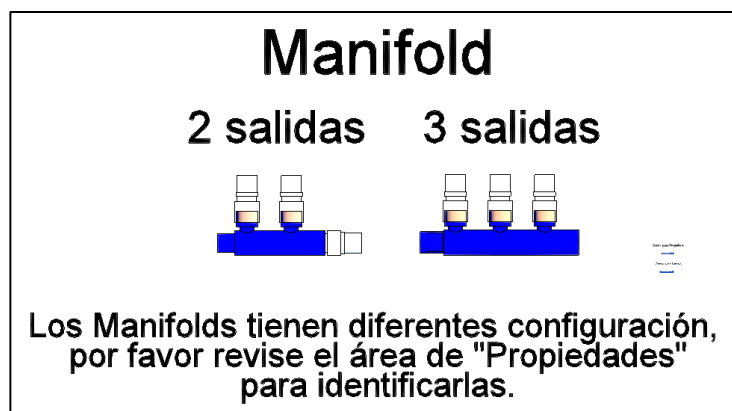 Manifold
2 salidas 3 salidas
Los Manifolds tienen diferentes configuración,
por favor revise el área de "Propiedades"
para identificarlas.